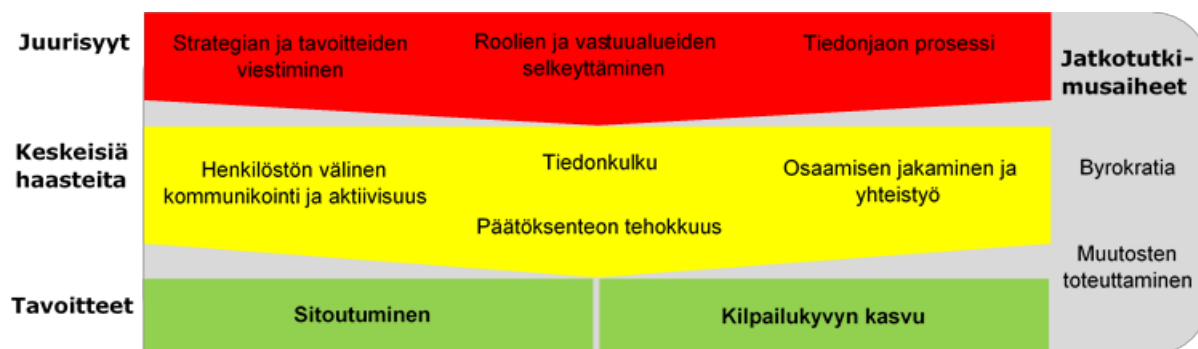 Juurisyyt
Strategian ja tavoitteiden
viestiminen
Roolien ja vastuualueiden
selkeyttäminen
Tiedonjaon prosessi
Jatkotutki-
musaiheet
Keskeisiä
haasteita
Henkilöstön välinen
kommunikointi ja aktiivisuus
Tiedonkulku
Päätöksenteon tehokkuus
Osaamisen jakaminen ja
yhteistyö
Byrokratia
Muutosten
toteuttaminen
Tavoitteet
Sitoutuminen
Kilpailukyvyn kasvu